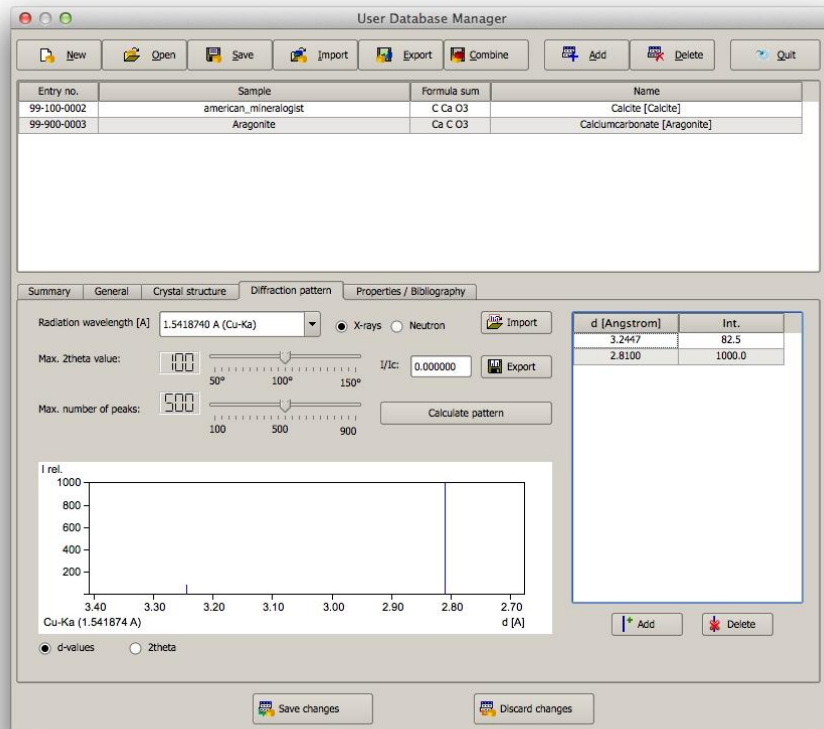 User Database Manager
New Open Save Import Export Combine Add Delete Quit
Entry no. Sample Formula sum Name
99-100-0002 american_mineralogist C Ca O3 Calcite [Calcite]
99-900-0003 Aragonite Ca C O3 Calciumcarbonate [Aragonite]
Summary General Crystal structure Diffraction pattern Properties / Bibliography
Radiation wavelength [A] 1.5418740 A (Cu-Ka) X-rays Neutron Import
d [Angstrom] Int.
3.2447 82.5
2.8100 1000.0
Max. 2theta value: 100
50° 100° 150°
I/Ic: 0.000000 Export
Max. number of peaks: 500
100 500 900
Calculate pattern
I rel.
1000
800
600
400
200
3.40 3.30 3.20 3.10 3.00 2.90 2.80 2.70
Cu-Ka (1.541874 A) d [A]
d-values 2theta
Add Delete
Save changes Discard changes